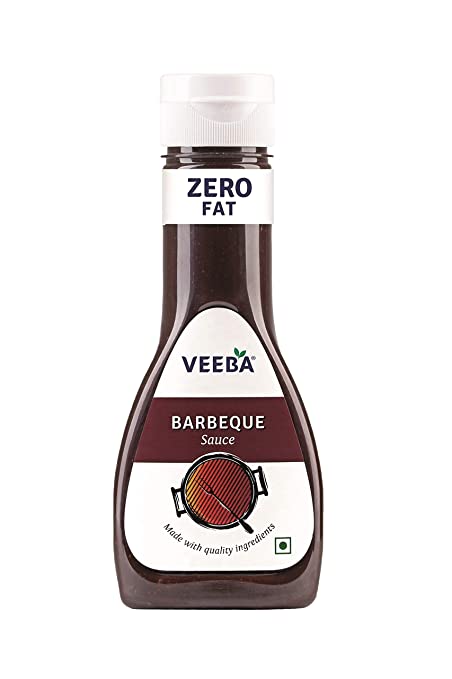 ZERO
FAT
VEEBA®
BARBEQUE
Sauce
Made with quality ingredients